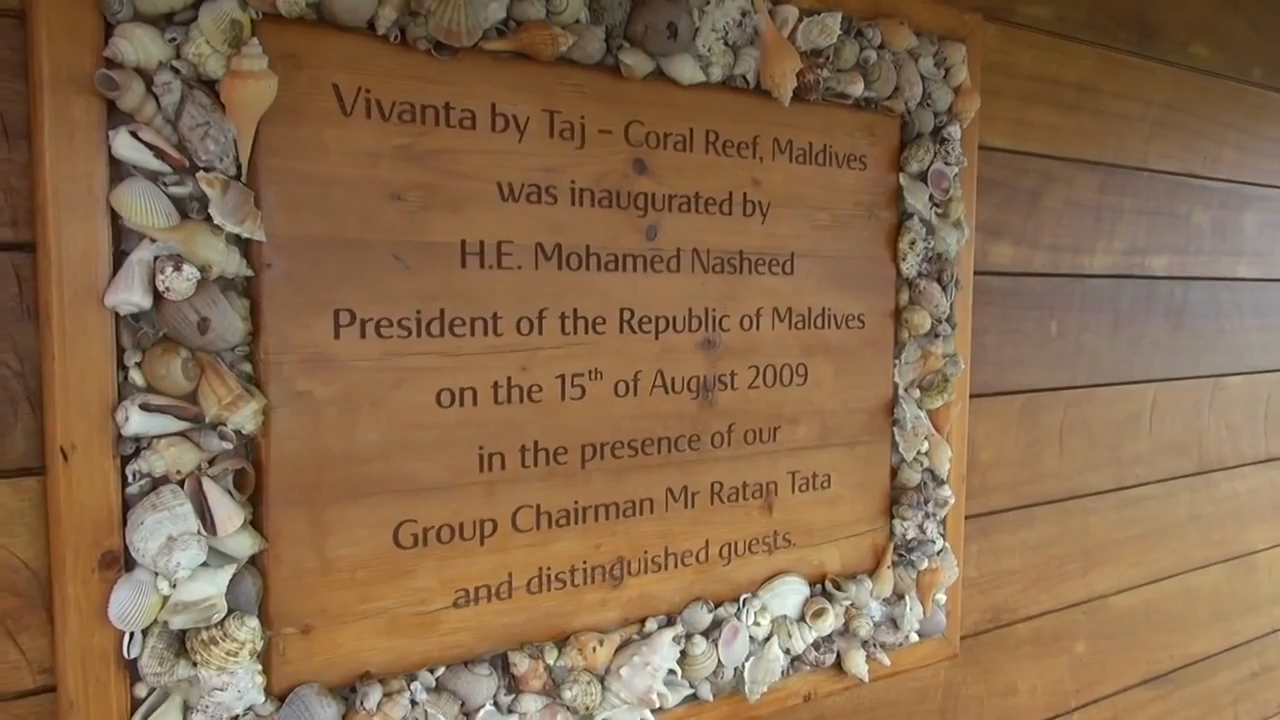 Vivanta by Taj – Coral Reef, Maldives
was inaugurated by
H.E. Mohamed Nasheed
President of the Republic of Maldives
on the 15th of August 2009
in the presence of our
Group Chairman Mr Ratan Tata
and distinguished guests.